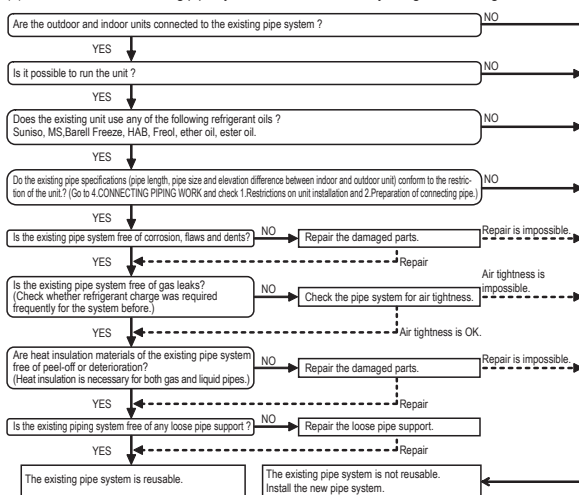 Are the outdoor and indoor units connected to the existing pipe system ?
NO
YES
Is it possible to run the unit ?
NO
YES
Does the existing unit use any of the following refrigerant oils ?
Suniso, MS,Barell Freeze, HAB, Freol, ether oil, ester oil.
NO
YES
Do the existing pipe specifications (pipe length, pipe size and elevation difference between indoor and outdoor unit) conform to the restric-
tion of the unit.? (Go to 4.CONNECTING PIPING WORK and check 1.Restrictions on unit installation and 2.Preparation of connecting pipe.)
NO
YES
Is the existing pipe system free of corrosion, flaws and dents?
NO
Repair the damaged parts.
Repair is impossible.
YES
Repair
Is the existing pipe system free of gas leaks?
(Check whether refrigerant charge was required
frequently for the system before.)
NO
Check the pipe system for air tightness.
Air tightness is
impossible.
YES
Air tightness is OK.
Are heat insulation materials of the existing pipe system
free of peel-off or deterioration?
(Heat insulation is necessary for both gas and liquid pipes.)
NO
Repair the damaged parts.
Repair is impossible.
YES
Repair
Is the existing piping system free of any loose pipe support ?
NO
Repair the loose pipe support.
YES
Repair
The existing pipe system is reusable.
The existing pipe system is not reusable.
Install the new pipe system.